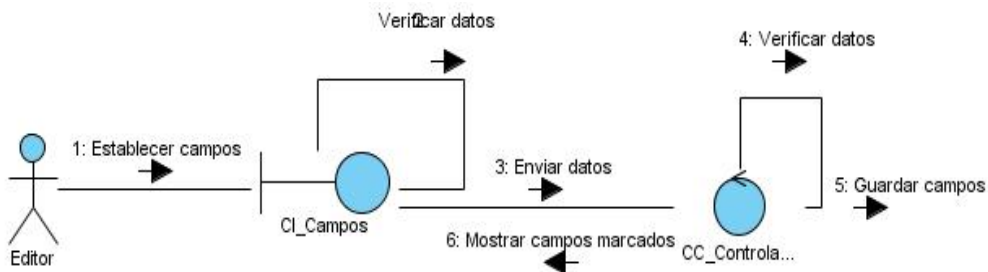 Verificar datos
2
4: Verificar datos
1: Establecer campos
3: Enviar datos
5: Guardar campos
CI_Campos
6: Mostrar campos marcados
CC_Controla...
Editor